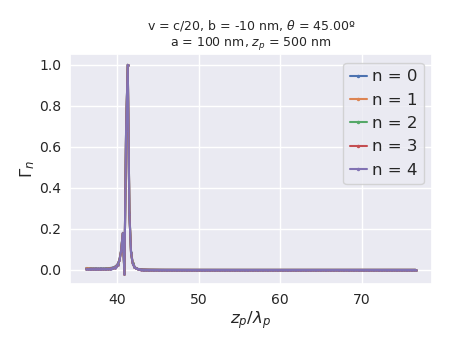 v = c/20, b = -10 nm, θ = 45.00º
a = 100 nm, z_p = 500 nm
Γ_n
1.0
0.8
0.6
0.4
0.2
0.0
n = 0
n = 1
n = 2
n = 3
n = 4
40 50 60 70
z_p/λ_p